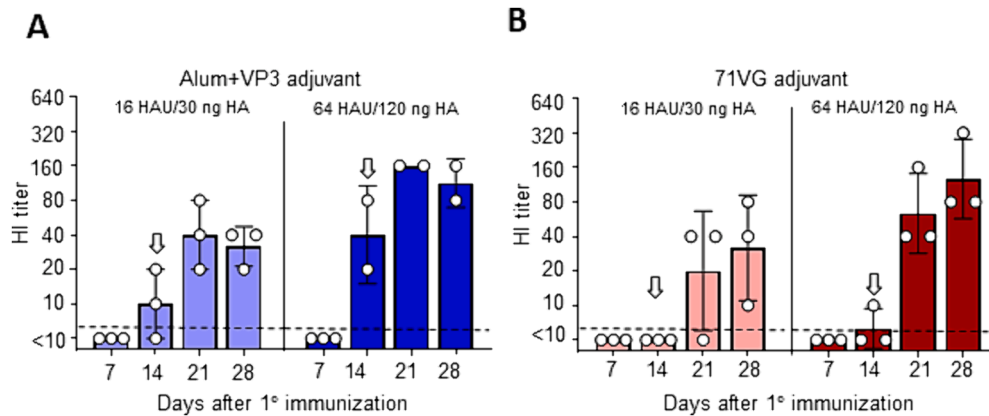 A
Alum+VP3 adjuvant
16 HAU/30 ng HA
64 HAU/120 ng HA
HI titer
640
320
160
80
40
20
10
<10
7 14 21 28 7 14 21 28
Days after 1° immunization
B
71VG adjuvant
16 HAU/30 ng HA
64 HAU/120 ng HA
HI titer
640
320
160
80
40
20
10
<10
7 14 21 28 7 14 21 28
Days after 1° immunization